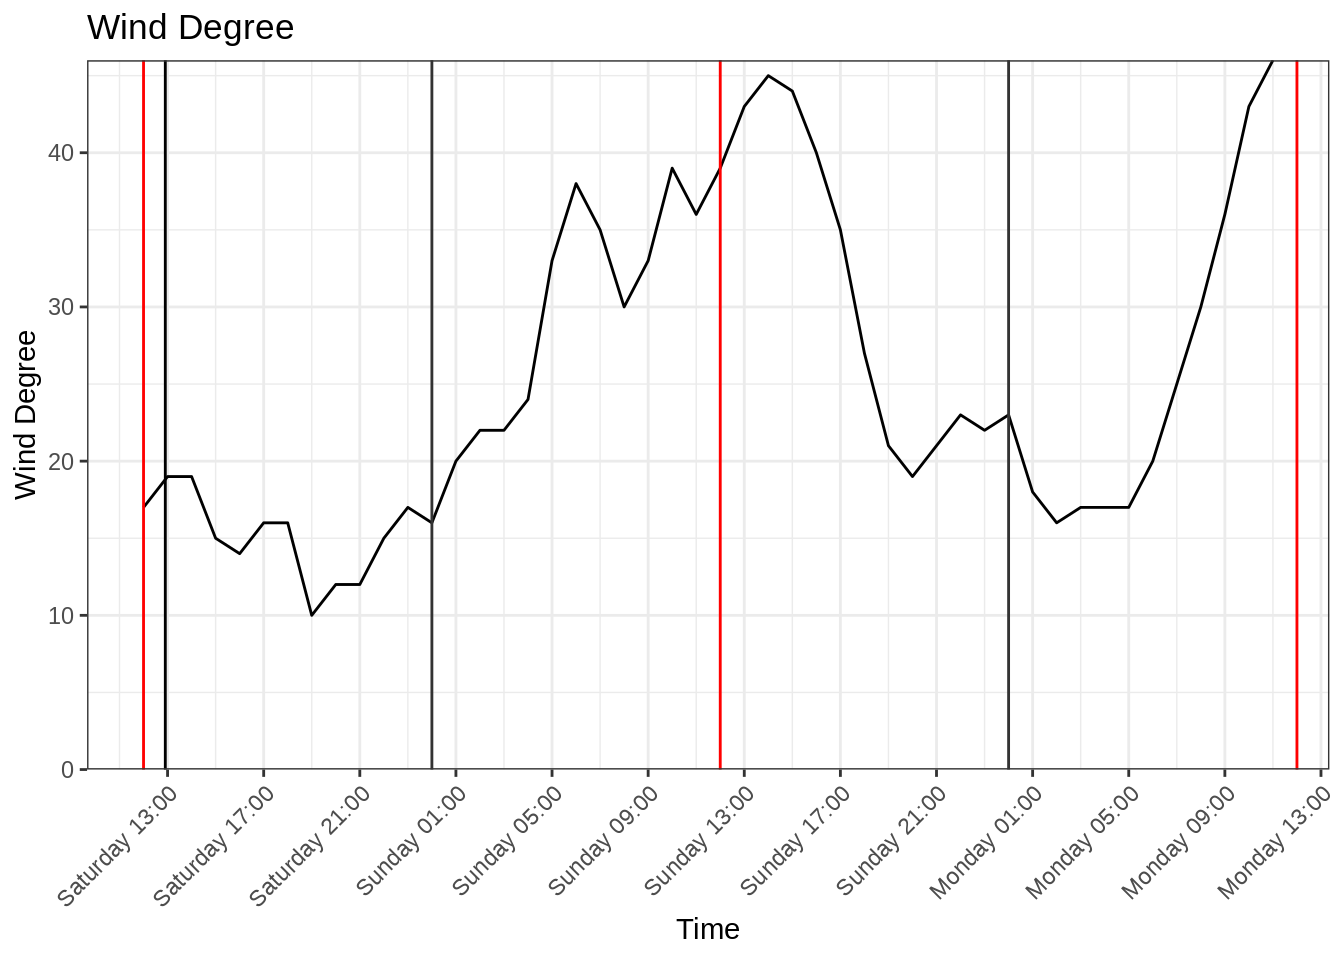 Wind Degree
Wind Degree
40
30
20
10
0
Saturday 13:00
Saturday 17:00
Saturday 21:00
Sunday 01:00
Sunday 05:00
Sunday 09:00
Sunday 13:00
Sunday 17:00
Sunday 21:00
Monday 01:00
Monday 05:00
Monday 09:00
Monday 13:00
Time